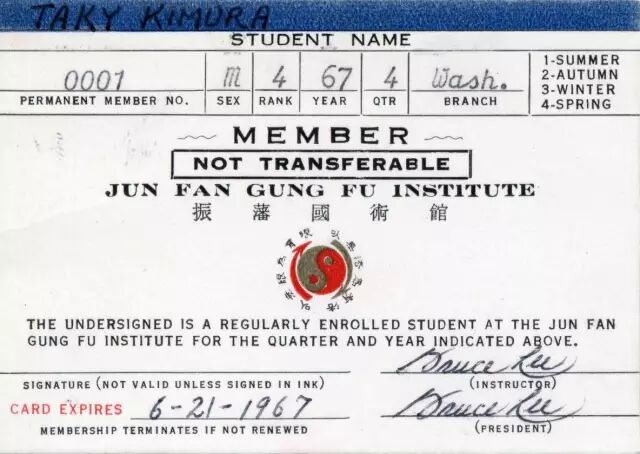 TAKY KIMURA
STUDENT NAME
0001 M 4 67 4 Wash.
PERMANENT MEMBER NO. SEX RANK YEAR QTR BRANCH
1-SUMMER
2-AUTUMN
3-WINTER
4-SPRING
MEMBER
NOT TRANSFERABLE
JUN FAN GUNG FU INSTITUTE
振藩國術館
THE UNDERSIGNED IS A REGULARLY ENROLLED STUDENT AT THE JUN FAN
GUNG FU INSTITUTE FOR THE QUARTER AND YEAR INDICATED ABOVE.
Bruce Lee
SIGNATURE (NOT VALID UNLESS SIGNED IN INK) (INSTRUCTOR)
CARD EXPIRES 6-21-1967 Bruce Lee
MEMBERSHIP TERMINATES IF NOT RENEWED (PRESIDENT)